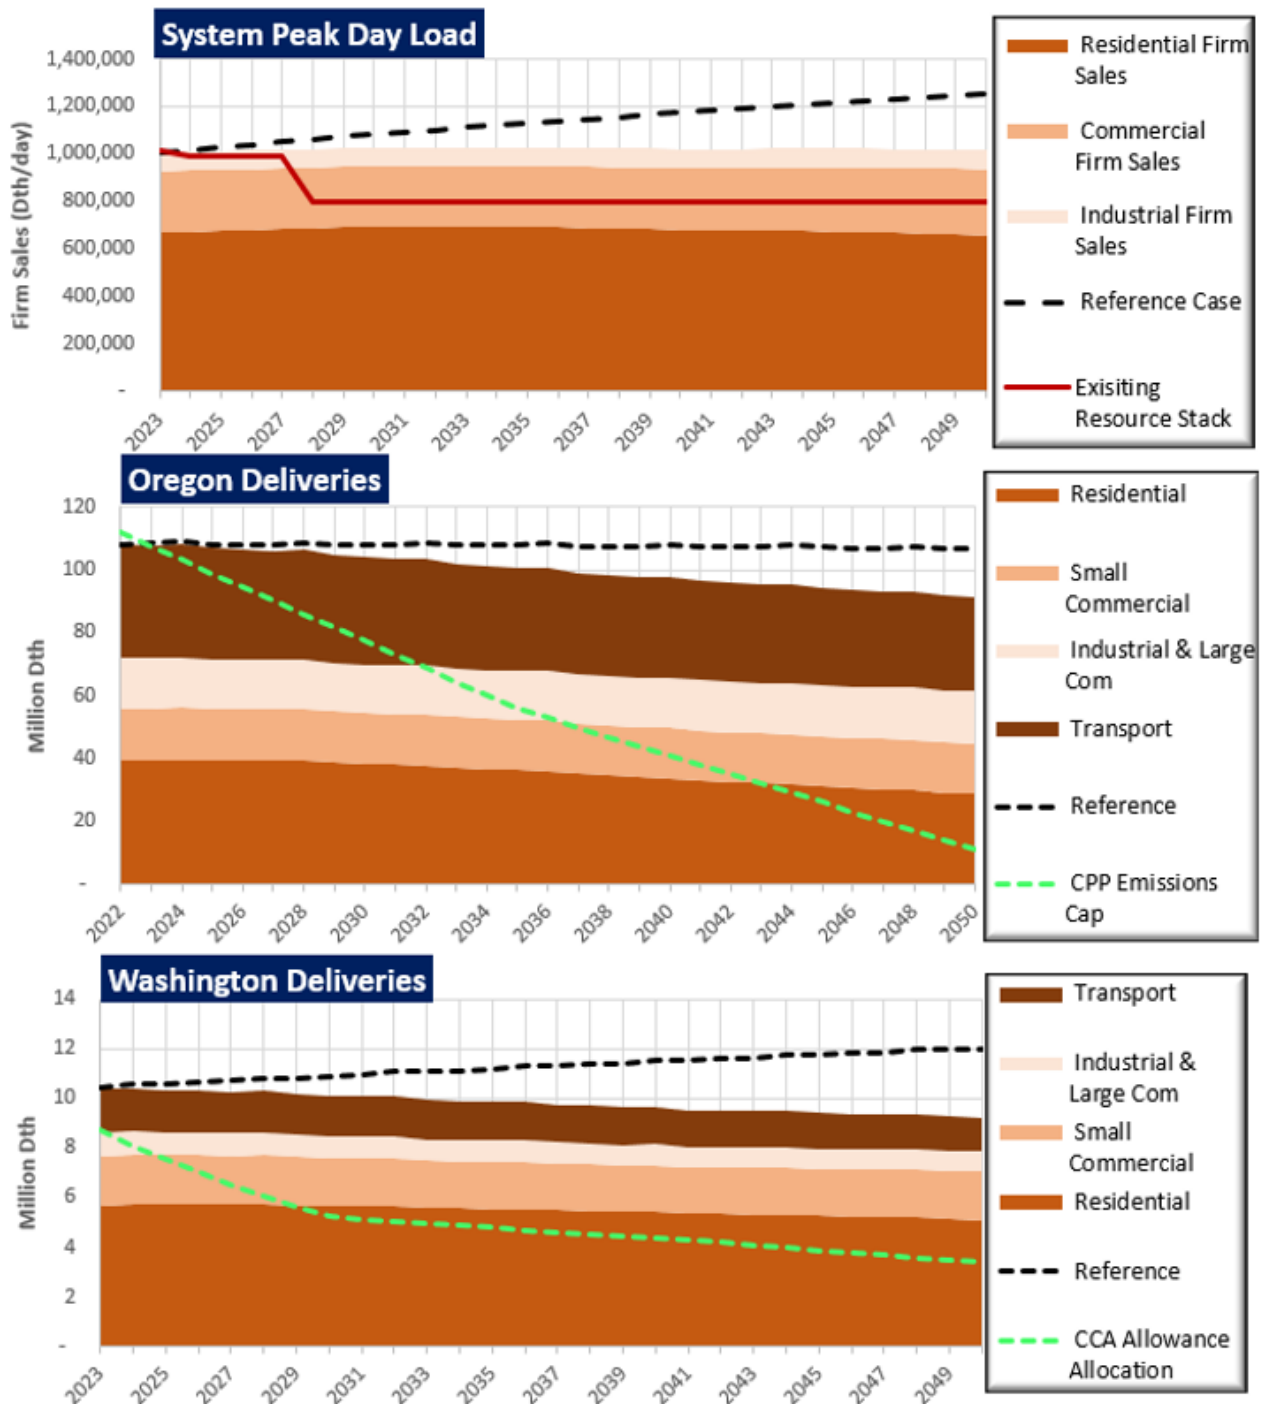 System Peak Day Load
Firm Sales (Dth/day)
1,400,000
1,200,000
1,000,000
800,000
600,000
400,000
200,000
-
2023
2025
2027
2029
2031
2033
2035
2037
2039
2041
2043
2045
2047
2049
Residential Firm
Sales
Commercial
Firm Sales
Industrial Firm
Sales
Reference Case
Exisiting
Resource Stack
Oregon Deliveries
Million Dth
120
100
80
60
40
20
-
2022
2024
2026
2028
2030
2032
2034
2036
2038
2040
2042
2044
2046
2048
2050
Residential
Small
Commercial
Industrial & Large
Com
Transport
Reference
CPP Emissions
Cap
Washington Deliveries
Million Dth
14
12
10
8
6
4
2
-
2023
2025
2027
2029
2031
2033
2035
2037
2039
2041
2043
2045
2047
2049
Transport
Industrial &
Large Com
Small
Commercial
Residential
Reference
CCA Allowance
Allocation